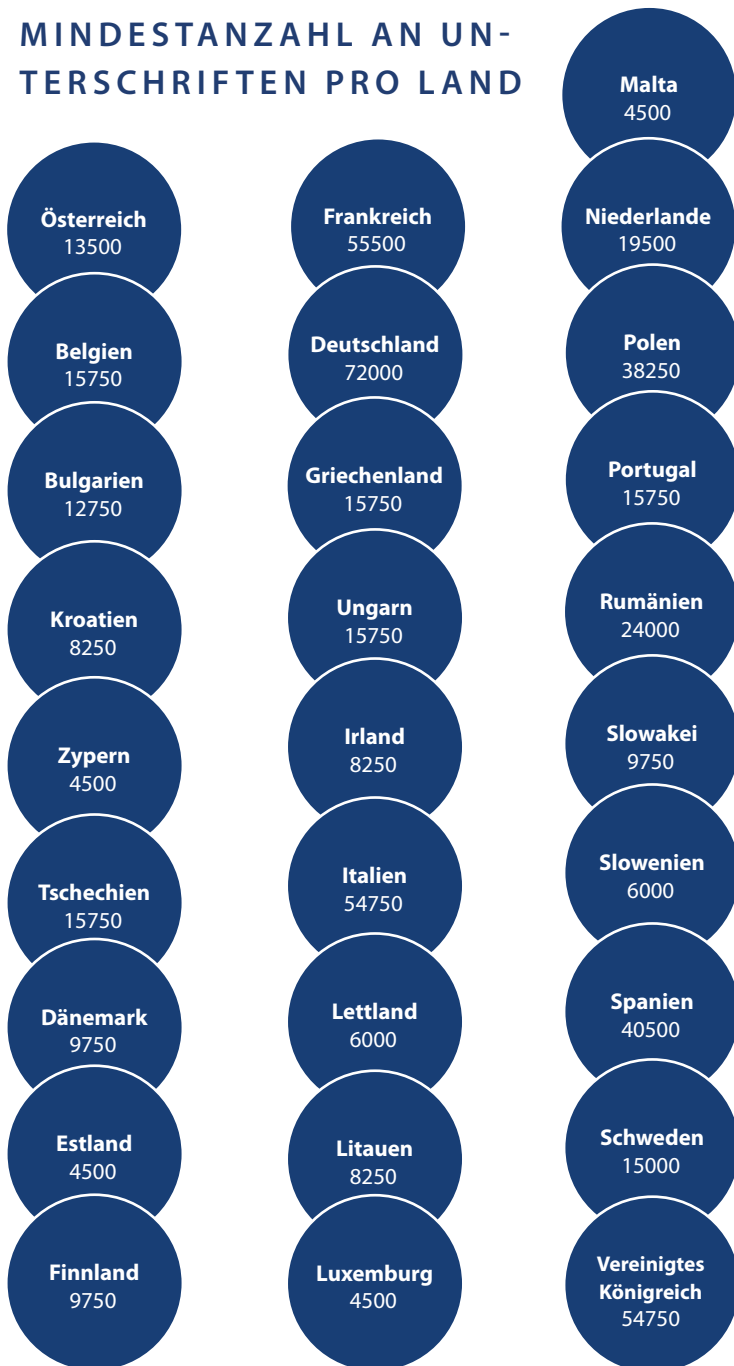 MINDESTANZAHL AN UN-
TERSCHRIFTEN PRO LAND
Österreich
13500
Belgien
15750
Bulgarien
12750
Kroatien
8250
Zypern
4500
Tschechien
15750
Dänemark
9750
Estland
4500
Finnland
9750
Frankreich
55500
Deutschland
72000
Griechenland
15750
Ungarn
15750
Irland
8250
Italien
54750
Lettland
6000
Litauen
8250
Luxemburg
4500
Malta
4500
Niederlande
19500
Polen
38250
Portugal
15750
Rumänien
24000
Slowakei
9750
Slowenien
6000
Spanien
40500
Schweden
15000
Vereinigtes
Königreich
54750